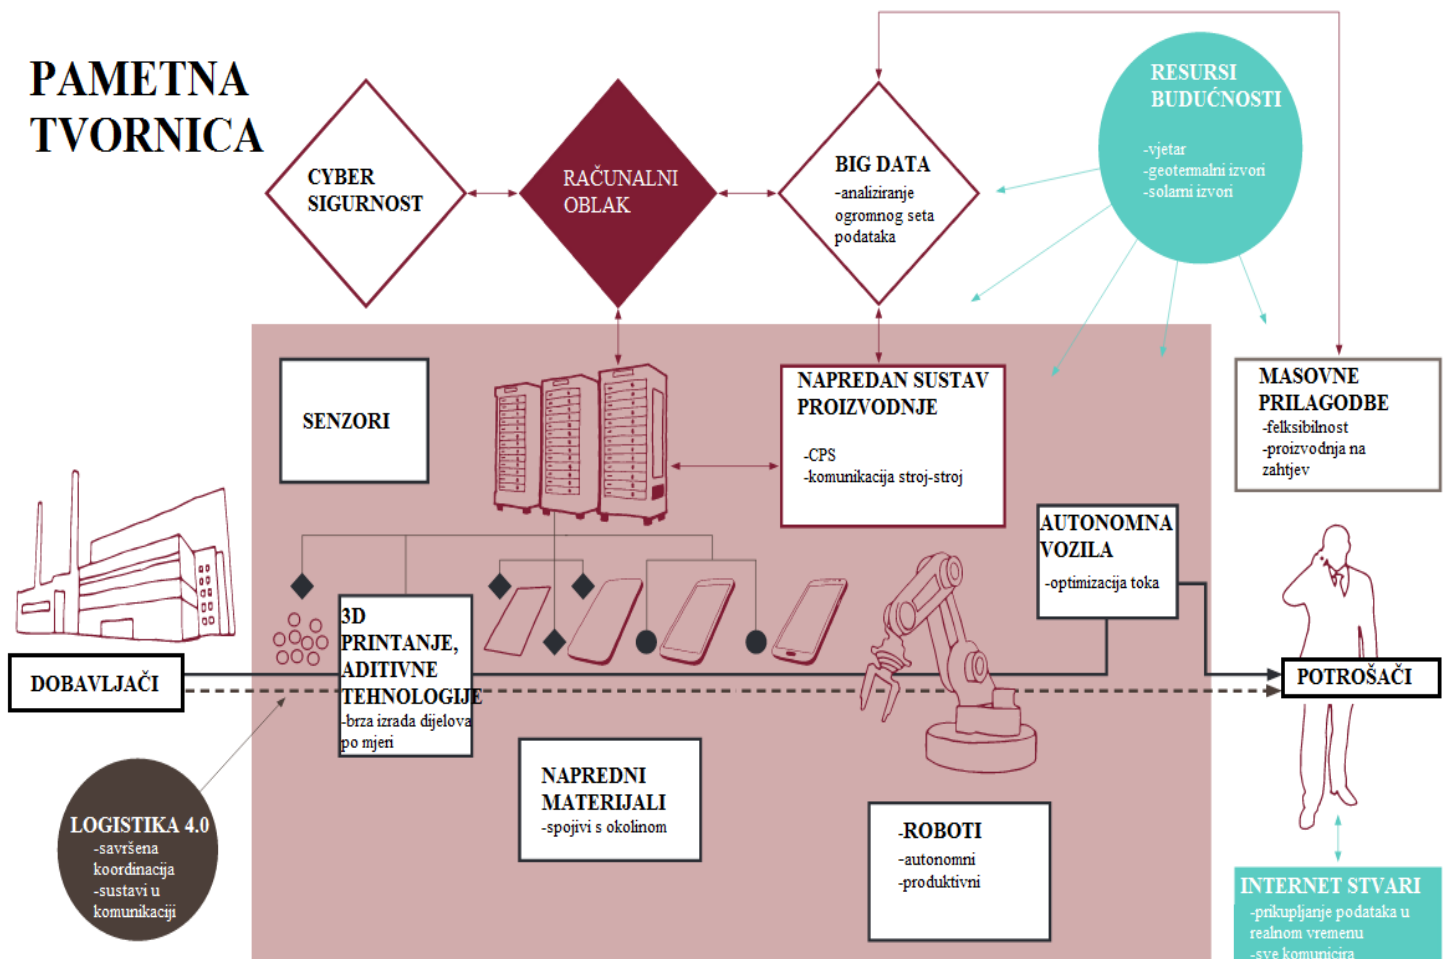 PAMETNA
TVORNICA
CYBER
SIGURNOST
RAČUNALNI
OBLAK
BIG DATA
-analiziranje
ogromnog seta
podataka
RESURSI
BUDUĆNOSTI
-vjetar
-geotermalni izvori
-solarni izvori
SENZORI
NAPREDAN SUSTAV
PROIZVODNJE
-CPS
-komunikacija stroj-stroj
MASOVNE
PRILAGODBE
-felksibilnost
-proizvodnja na
zahtjev
AUTONOMNA
VOZILA
-optimizacija toka
DOBAVLJAČI
3D
PRINTANJE,
ADITIVNE
TEHNOLOGIJE
-brza izrada dijelova
po mjeri
POTROŠAČI
LOGISTIKA 4.0
-savršena
koordinacija
-sustavi u
komunikaciji
NAPREDNI
MATERIJALI
-spojivi s okolinom
-ROBOTI
-autonomni
-produktivni
INTERNET STVARI
-prikupljanje podataka u
realnom vremenu
-sve komunicira